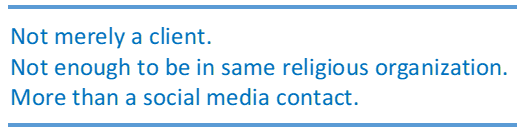 Not merely a client.
Not enough to be in same religious organization.
More than a social media contact.